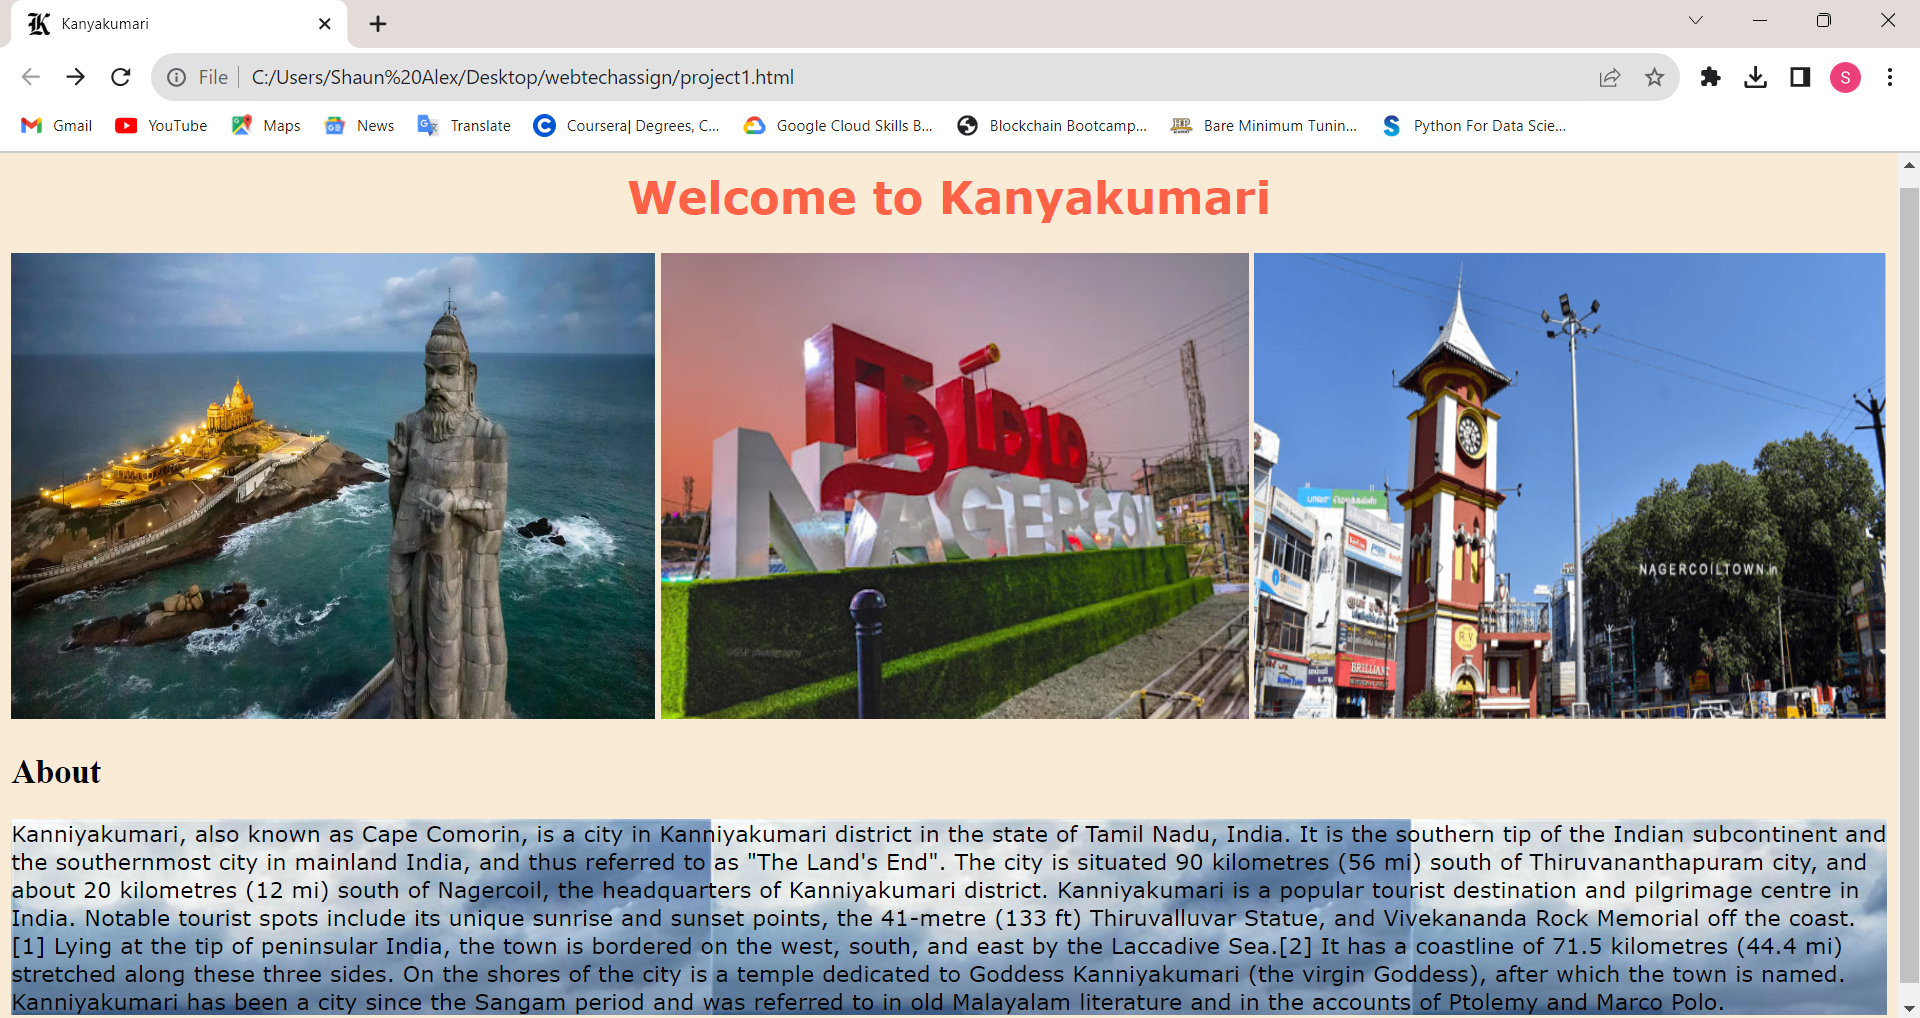 Kanyakumari
File
C:/Users/Shaun%20Alex/Desktop/webtechassign/project1.html
S
Gmail
YouTube
Maps
News
Translate
Coursera| Degrees, C...
Google Cloud Skills B...
Blockchain Bootcamp...
Bare Minimum Tunin...
Python For Data Scie...
Welcome to Kanyakumari
நம்ம
NAGERCOIL
©GSP photography
NAGERCOILTOWN.in
R.V
BRILLIANT
About
Kanniyakumari, also known as Cape Comorin, is a city in Kanniyakumari district in the state of Tamil Nadu, India. It is the southern tip of the Indian subcontinent and
the southernmost city in mainland India, and thus referred to as "The Land's End". The city is situated 90 kilometres (56 mi) south of Thiruvananthapuram city, and
about 20 kilometres (12 mi) south of Nagercoil, the headquarters of Kanniyakumari district. Kanniyakumari is a popular tourist destination and pilgrimage centre in
India. Notable tourist spots include its unique sunrise and sunset points, the 41-metre (133 ft) Thiruvalluvar Statue, and Vivekananda Rock Memorial off the coast.
[1] Lying at the tip of peninsular India, the town is bordered on the west, south, and east by the Laccadive Sea.[2] It has a coastline of 71.5 kilometres (44.4 mi)
stretched along these three sides. On the shores of the city is a temple dedicated to Goddess Kanniyakumari (the virgin Goddess), after which the town is named.
Kanniyakumari has been a city since the Sangam period and was referred to in old Malayalam literature and in the accounts of Ptolemy and Marco Polo.